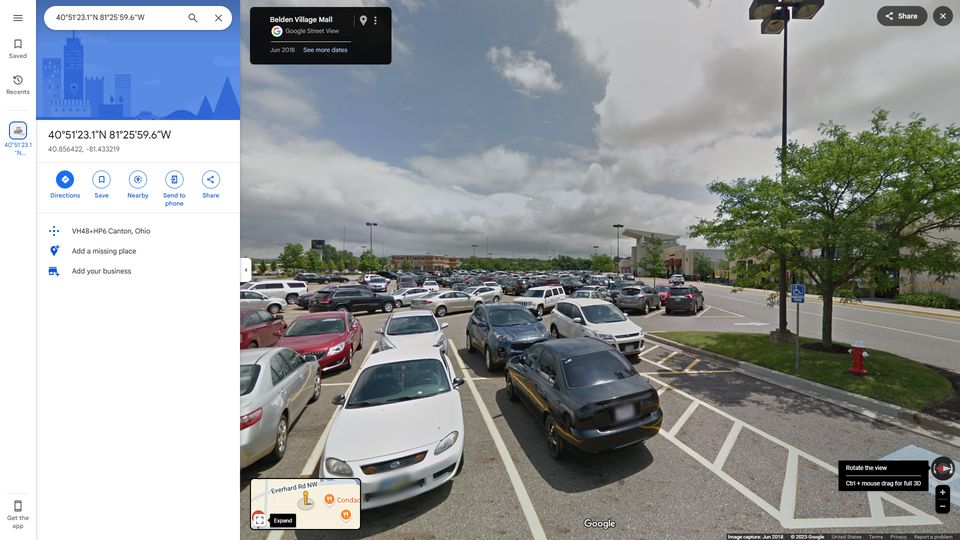 40°51'23.1"N 81°25'59.6"W
Saved
Recents
40°51'23.1
"N…
Get the
app
40°51'23.1"N 81°25'59.6"W
40.856422, -81.433219
Directions
Save
Nearby
Send to
phone
Share
VH48+HP6 Canton, Ohio
Add a missing place
Add your business
Belden Village Mall
Google Street View
Jun 2018 See more dates
Share
Everhard Rd NW
Condad
Expand
Google
Rotate the view
Ctrl + mouse drag for full 3D
Image capture: Jun 2018 © 2025 Google United States Terms Privacy Report a problem